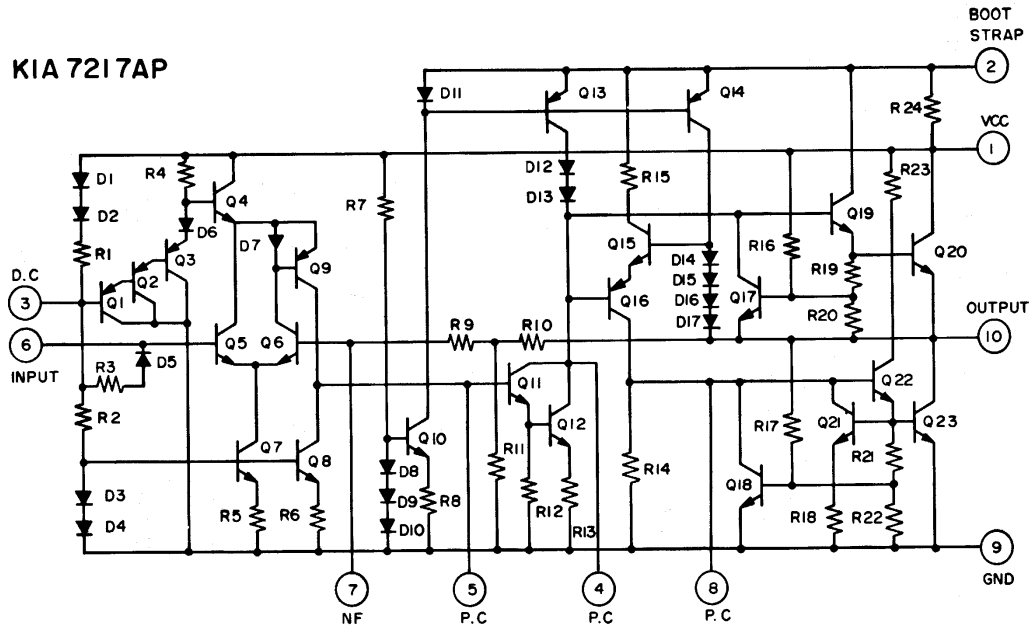 KIA 7217AP
BOOT
STRAP
2
D11
Q13
Q14
R24
VCC
1
D1
R4
Q4
D12
R23
D2
R7
D13
R15
D6
D7
Q19
R1
Q3
Q9
Q15
D14
R16
Q20
D.C
Q2
D15
R19
3
Q1
Q16
D16
Q17
R20
D17
OUTPUT
6
Q5
Q6
R9
R10
10
INPUT
D5
R3
Q11
Q22
R2
Q12
R17
Q21
Q23
Q7
Q8
Q10
R11
R21
D8
R14
Q18
D3
D9
R8
D4
R5
R6
D10
R12
R13
R18
R22
9
GND
7
NF
5
P.C
4
P.C
8
P.C